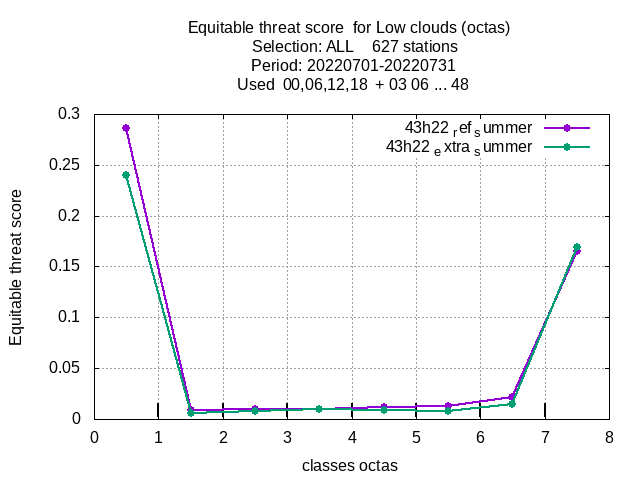 Equitable threat score  for Low clouds (octas)
Selection: ALL    627 stations
Period: 20220701-20220731
Used  00,06,12,18  + 03 06 ... 48
43h22 ref summer
43h22 extra summer
Equitable threat score
0.3
0.25
0.2
0.15
0.1
0.05
0
0 1 2 3 4 5 6 7 8
classes octas